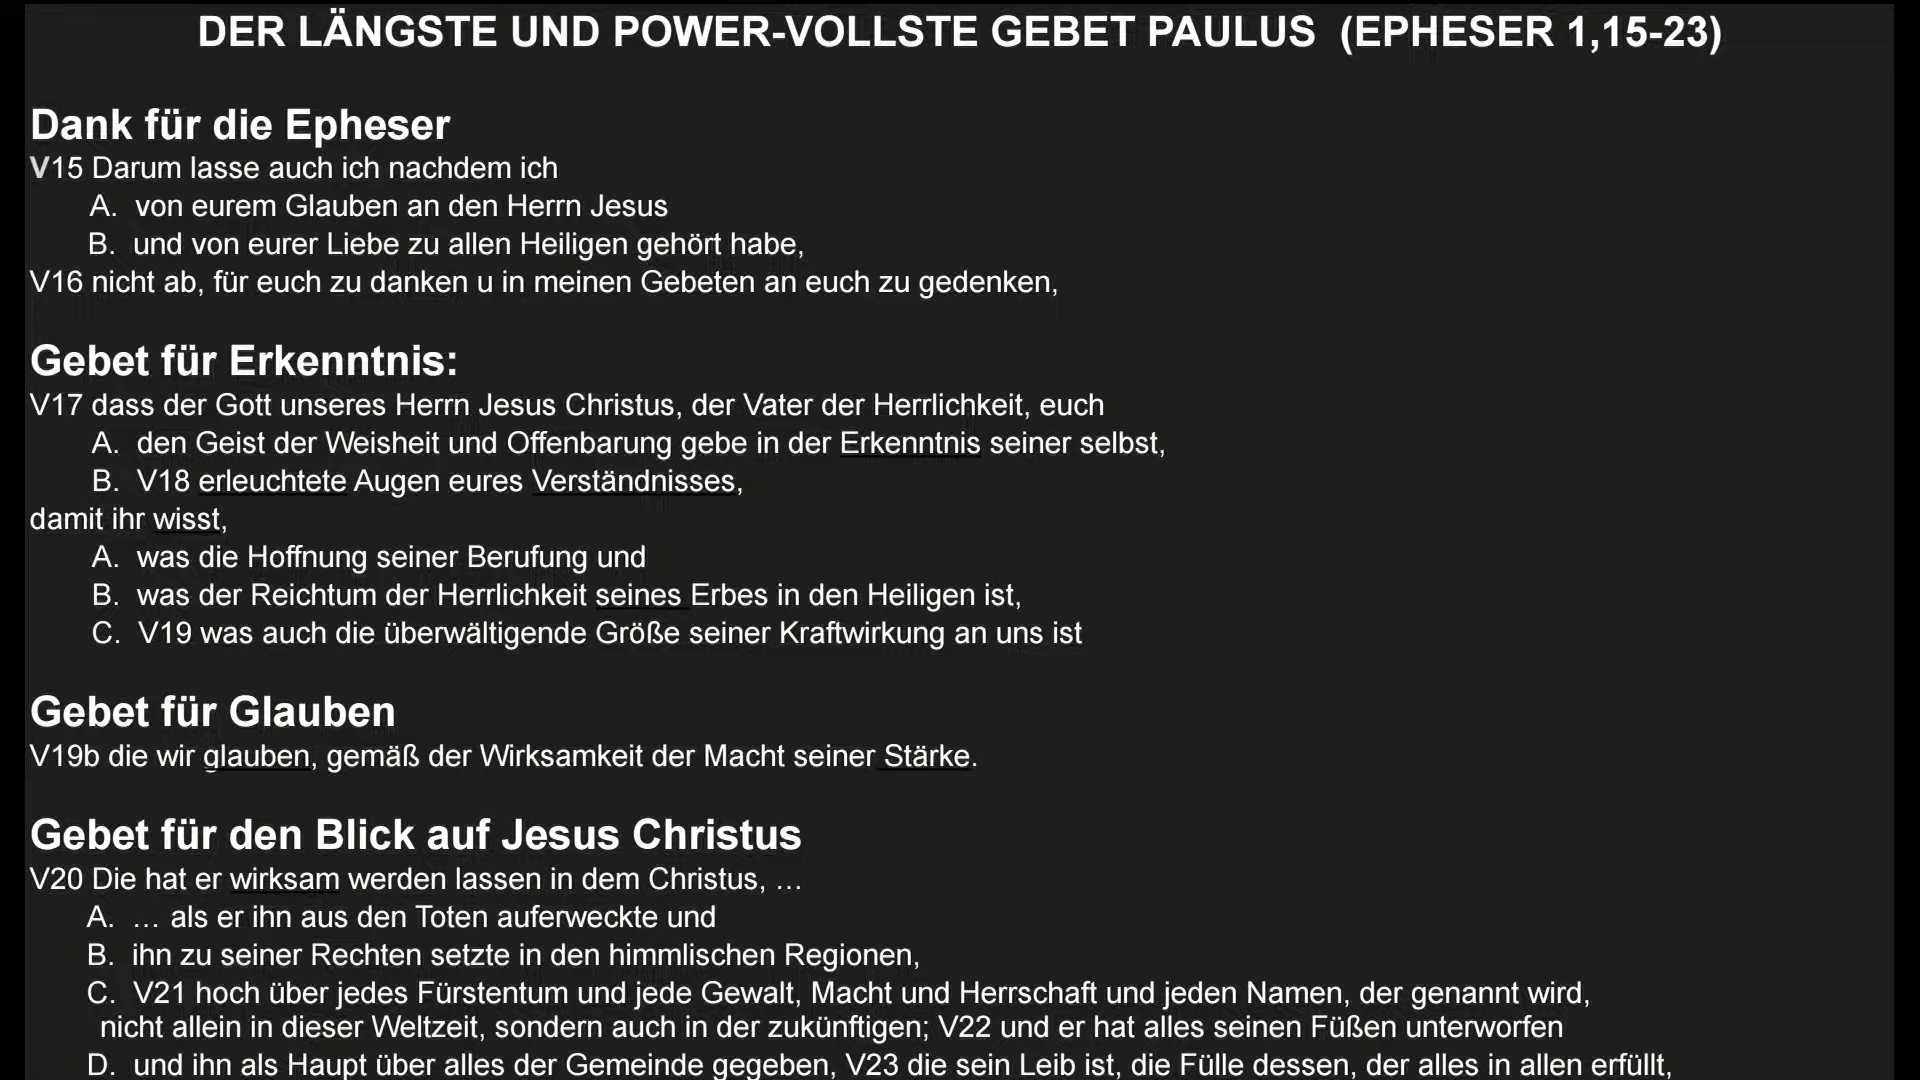 DER LÄNGSTE UND POWER-VOLLSTE GEBET PAULUS (EPHESER 1,15-23)
Dank für die Epheser
V15 Darum lasse auch ich nachdem ich
A. von eurem Glauben an den Herrn Jesus
B. und von eurer Liebe zu allen Heiligen gehört habe,
V16 nicht ab, für euch zu danken u in meinen Gebeten an euch zu gedenken,
Gebet für Erkenntnis:
V17 dass der Gott unseres Herrn Jesus Christus, der Vater der Herrlichkeit, euch
A. den Geist der Weisheit und Offenbarung gebe in der Erkenntnis seiner selbst,
B. V18 erleuchtete Augen eures Verständnisses,
damit ihr wisst,
A. was die Hoffnung seiner Berufung und
B. was der Reichtum der Herrlichkeit seines Erbes in den Heiligen ist,
C. V19 was auch die überwältigende Größe seiner Kraftwirkung an uns ist
Gebet für Glauben
V19b die wir glauben, gemäß der Wirksamkeit der Macht seiner Stärke.
Gebet für den Blick auf Jesus Christus
V20 Die hat er wirksam werden lassen in dem Christus, …
A. … als er ihn aus den Toten auferweckte und
B. ihn zu seiner Rechten setzte in den himmlischen Regionen,
C. V21 hoch über jedes Fürstentum und jede Gewalt, Macht und Herrschaft und jeden Namen, der genannt wird,
nicht allein in dieser Weltzeit, sondern auch in der zukünftigen; V22 und er hat alles seinen Füßen unterworfen
D. und ihn als Haupt über alles der Gemeinde gegeben, V23 die sein Leib ist, die Fülle dessen, der alles in allen erfüllt,